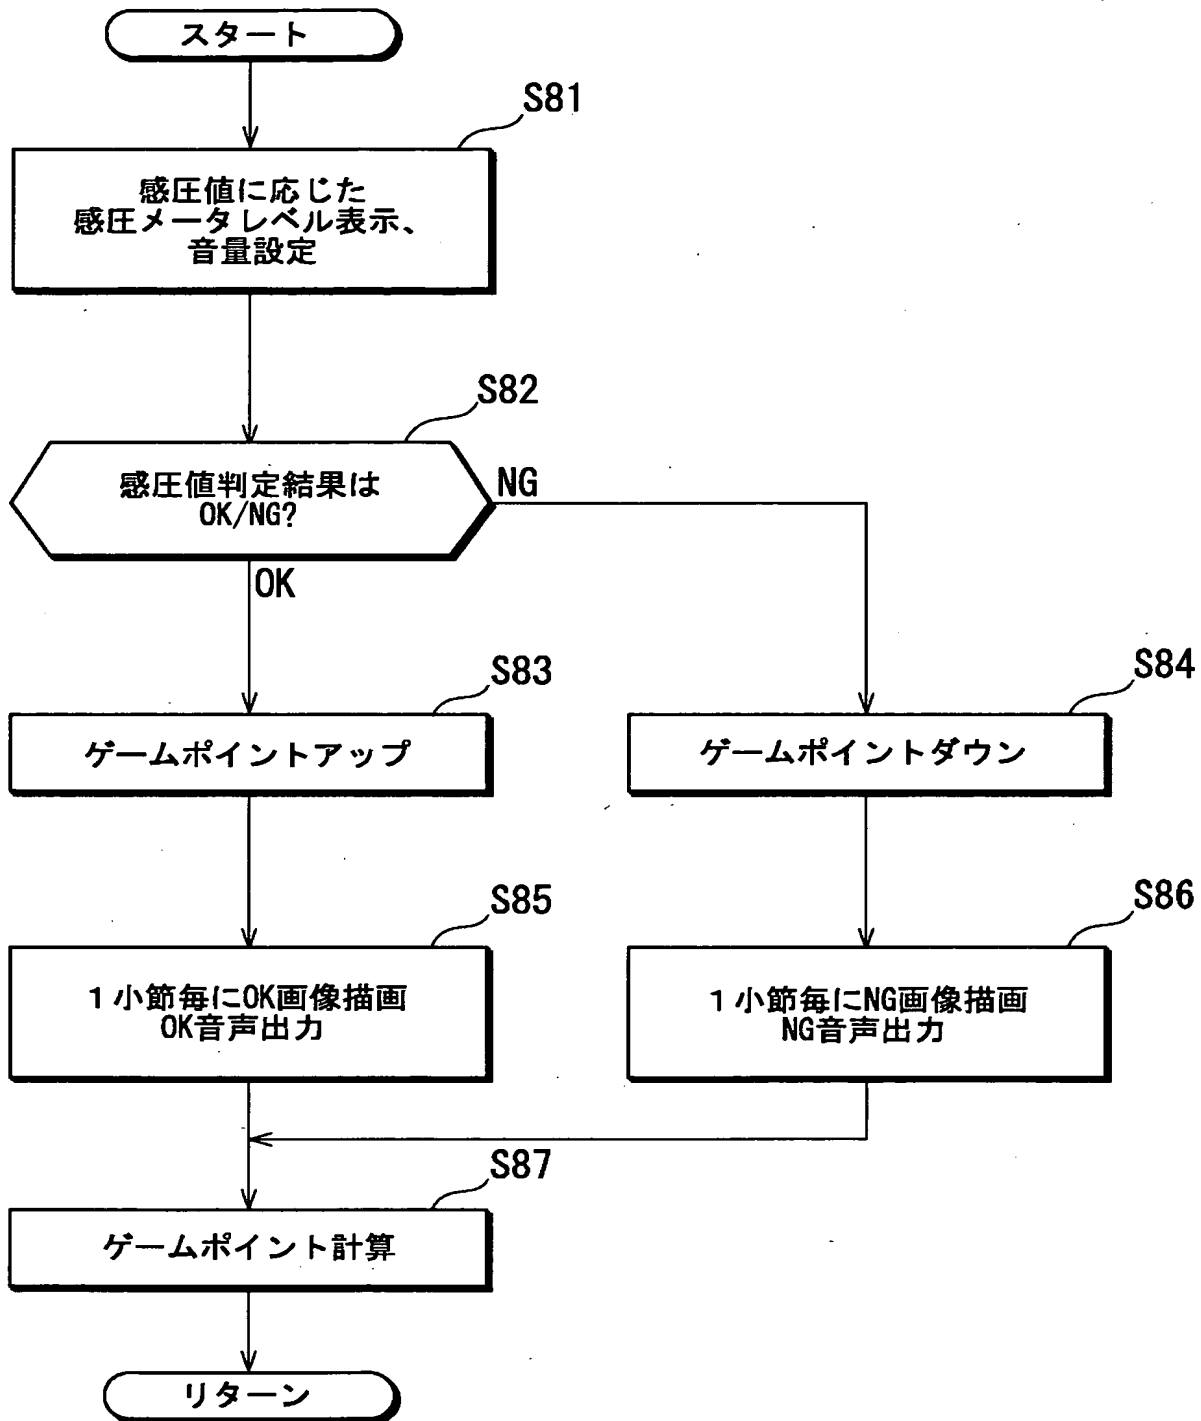 スタート
S81
感圧値に応じた
感圧メータレベル表示、
音量設定
S82
感圧値判定結果は
OK/NG?
NG
OK
S83
ゲームポイントアップ
S84
ゲームポイントダウン
S85
1小節毎にOK画像描画
OK音声出力
S86
1小節毎にNG画像描画
NG音声出力
S87
ゲームポイント計算
リターン